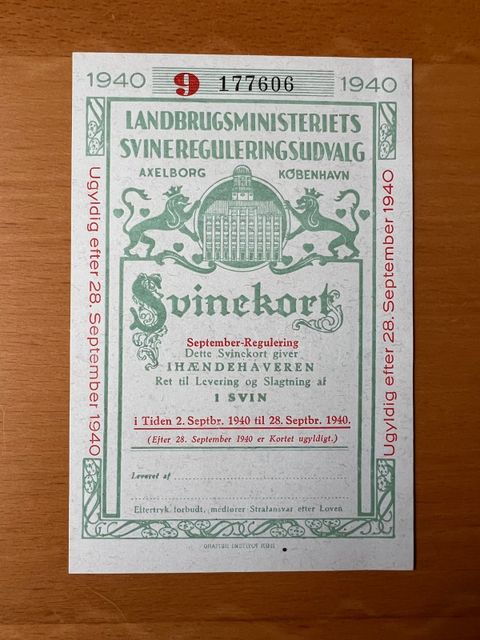 1940 9 177606 1940
LANDBRUGSMINISTERIETS
SVINEREGULERINGSUDVALG
AXELBORG KØBENHAVN
Svinekort
September-Regulering
Dette Svinekort giver
IHÆNDEHAVEREN
Ret til Levering og Slagtning af
1 SVIN
i Tiden 2. Septbr. 1940 til 28. Septbr. 1940.
(Efter 28. September 1940 er Kortet ugyldigt.)
Leveret af
Eftertryk forbudt, medfører Strafansvar efter Loven
Ugyldig efter 28. September 1940
Ugyldig efter 28. September 1940